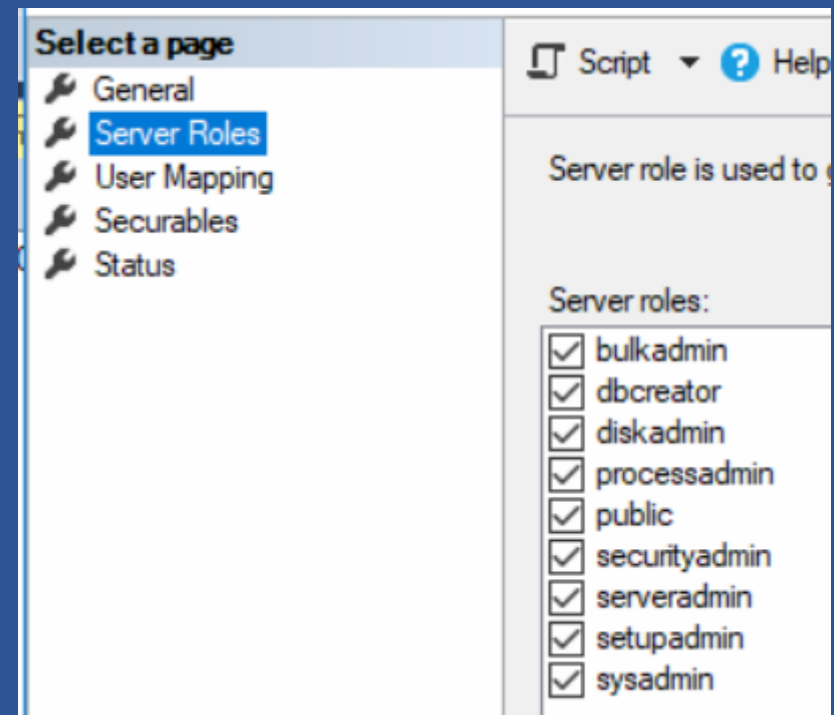 Select a page
General
Server Roles
User Mapping
Securables
Status
Script Help
Server role is used to
Server roles:
bulkadmin
dbcreator
diskadmin
processadmin
public
securityadmin
serveradmin
setupadmin
sysadmin